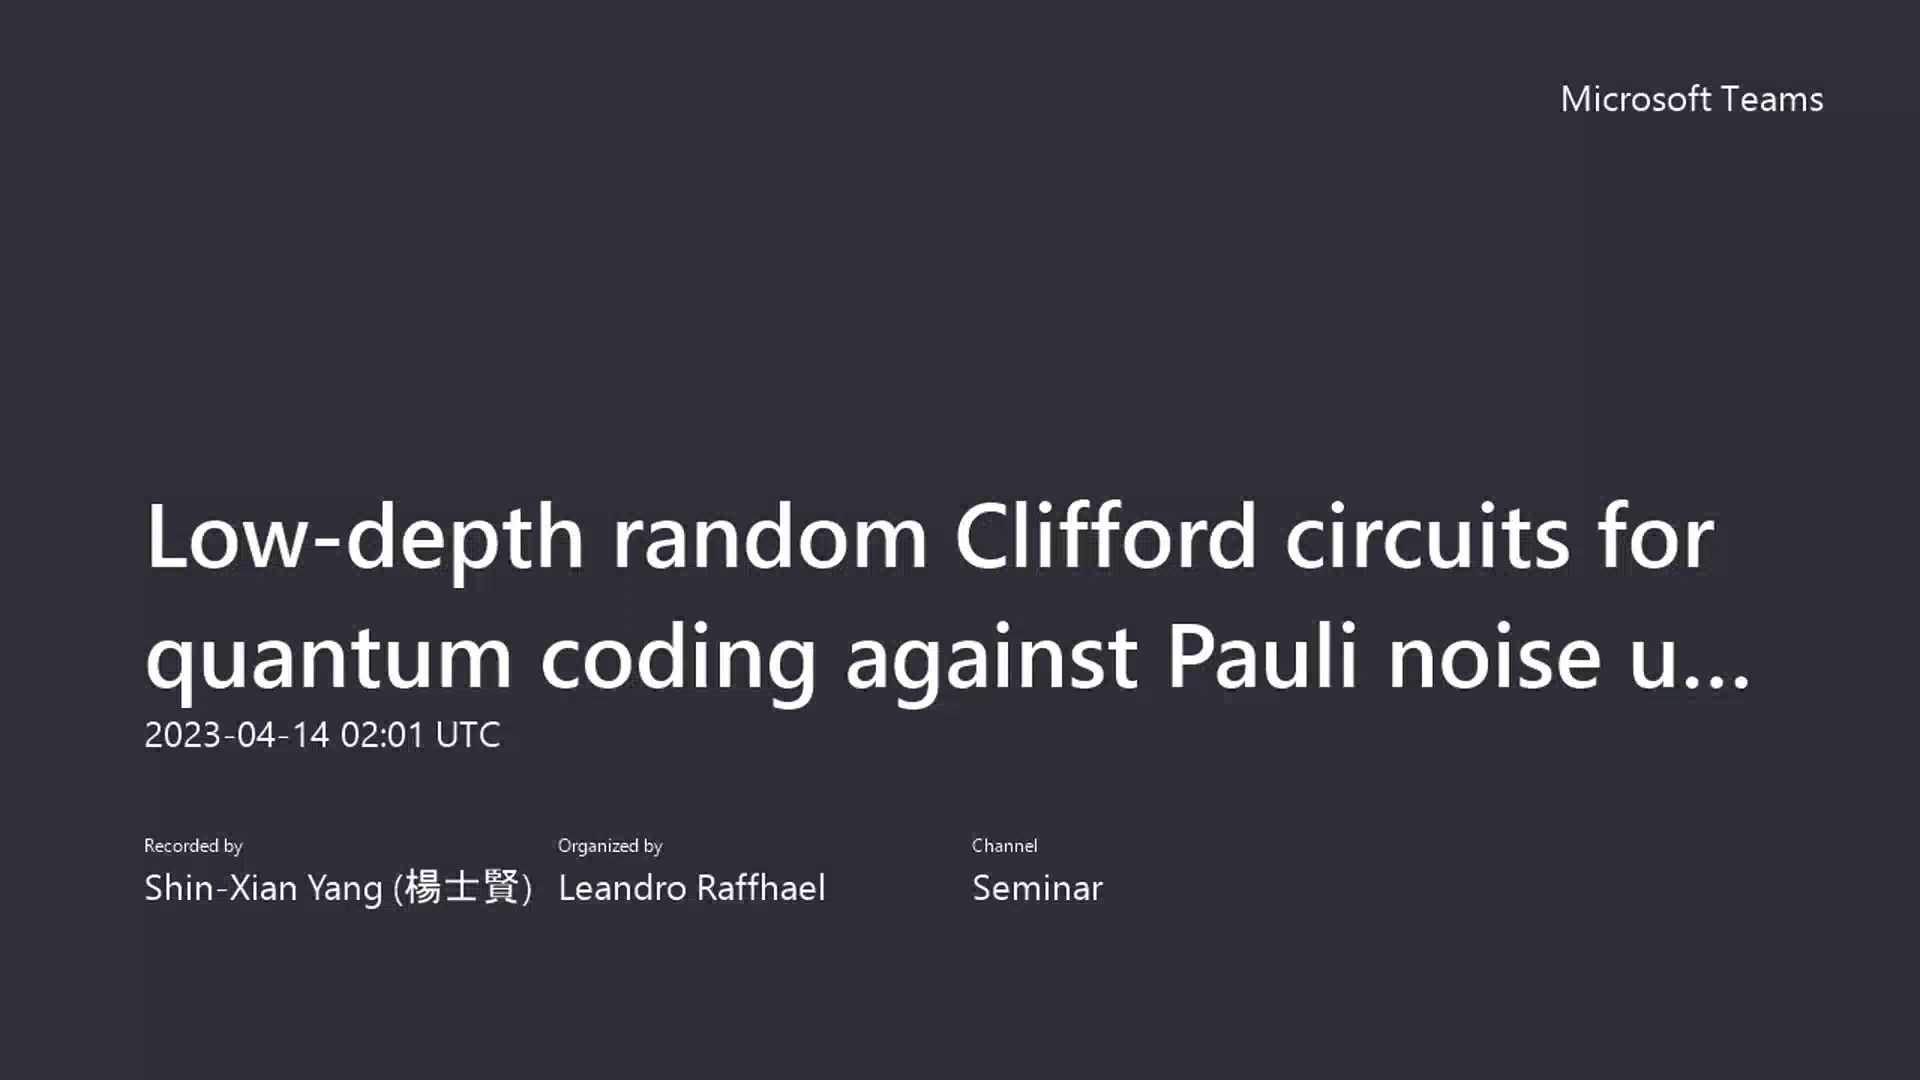 Microsoft Teams
Low-depth random Clifford circuits for
quantum coding against Pauli noise u...
2023-04-14 02:01 UTC
Recorded by
Shin-Xian Yang (楊士賢)
Organized by
Leandro Raffhael
Channel
Seminar